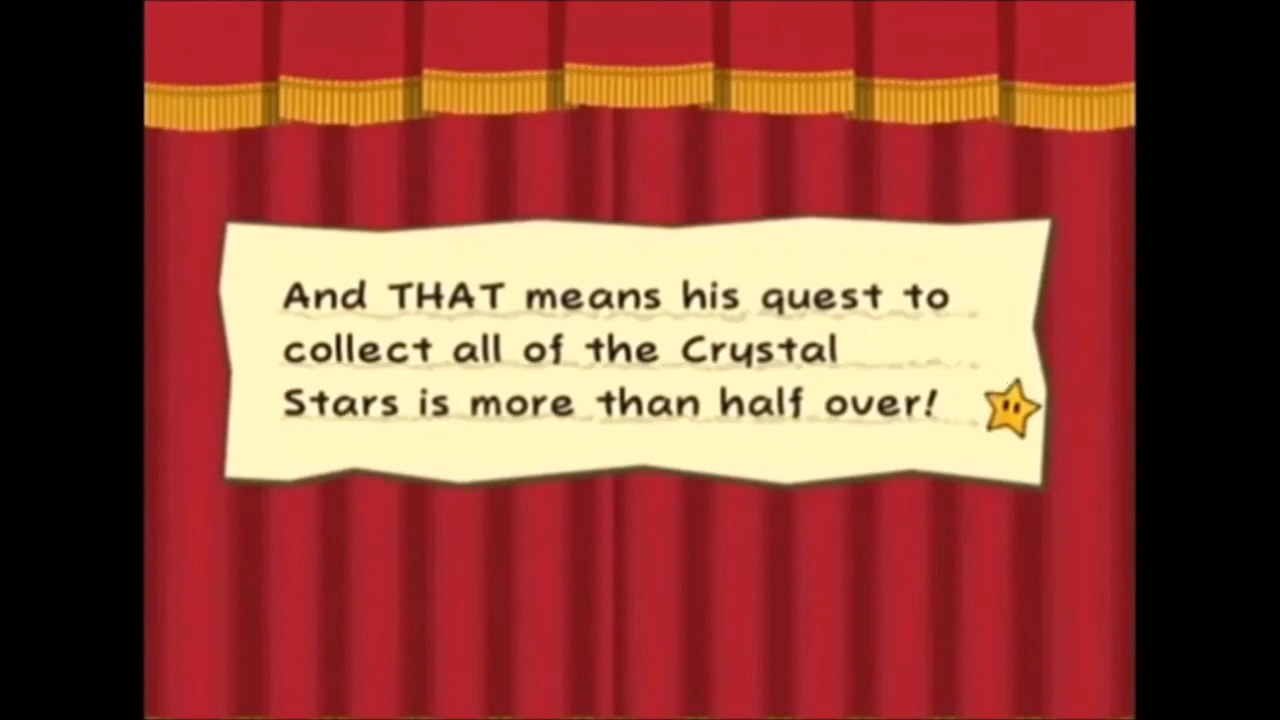 And THAT means his quest to
collect all of the Crystal
Stars is more than half over!